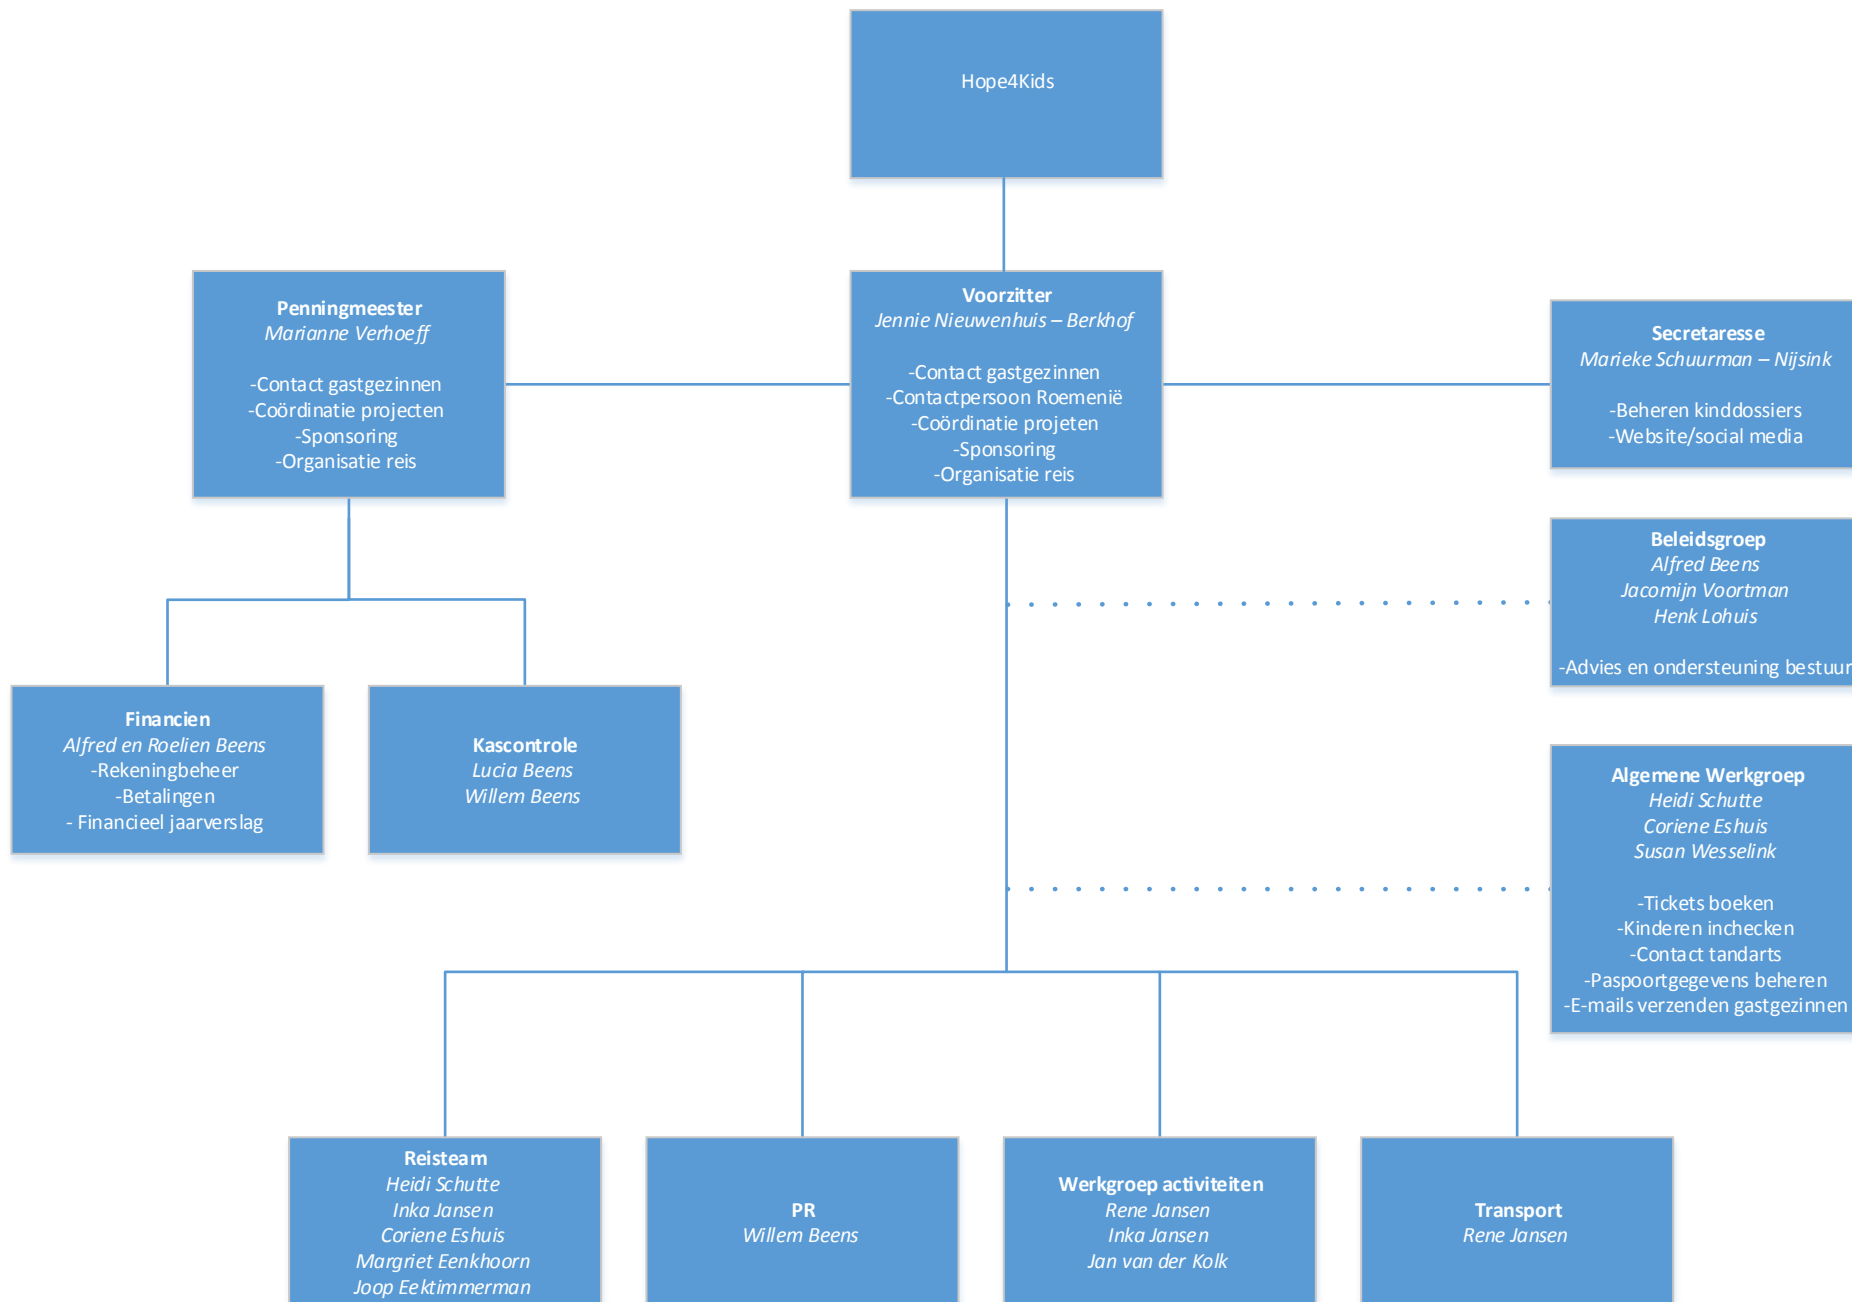 Hope4Kids
Penningmeester
Marianne Verhoeff
-Contact gastgezinnen
-Coördinatie projecten
-Sponsoring
-Organisatie reis
Voorzitter
Jennie Nieuwenhuis – Berkhof
-Contact gastgezinnen
-Contactpersoon Roemenië
-Coördinatie projeten
-Sponsoring
-Organisatie reis
Secretaresse
Marieke Schuurman – Nijsink
-Beheren kinddossiers
-Website/social media
Beleidsgroep
Alfred Beens
Jacomijn Voortman
Henk Lohuis
-Advies en ondersteuning bestuur
Financien
Alfred en Roelien Beens
-Rekeningbeheer
-Betalingen
- Financieel jaarverslag
Kascontrole
Lucia Beens
Willem Beens
Algemene Werkgroep
Heidi Schutte
Coriene Eshuis
Susan Wesselink
-Tickets boeken
-Kinderen inchecken
-Contact tandarts
-Paspoortgegevens beheren
-E-mails verzenden gastgezinnen
Reisteam
Heidi Schutte
Inka Jansen
Coriene Eshuis
Margriet Eenkhoorn
Joop Eektimmerman
PR
Willem Beens
Werkgroep activiteiten
Rene Jansen
Inka Jansen
Jan van der Kolk
Transport
Rene Jansen